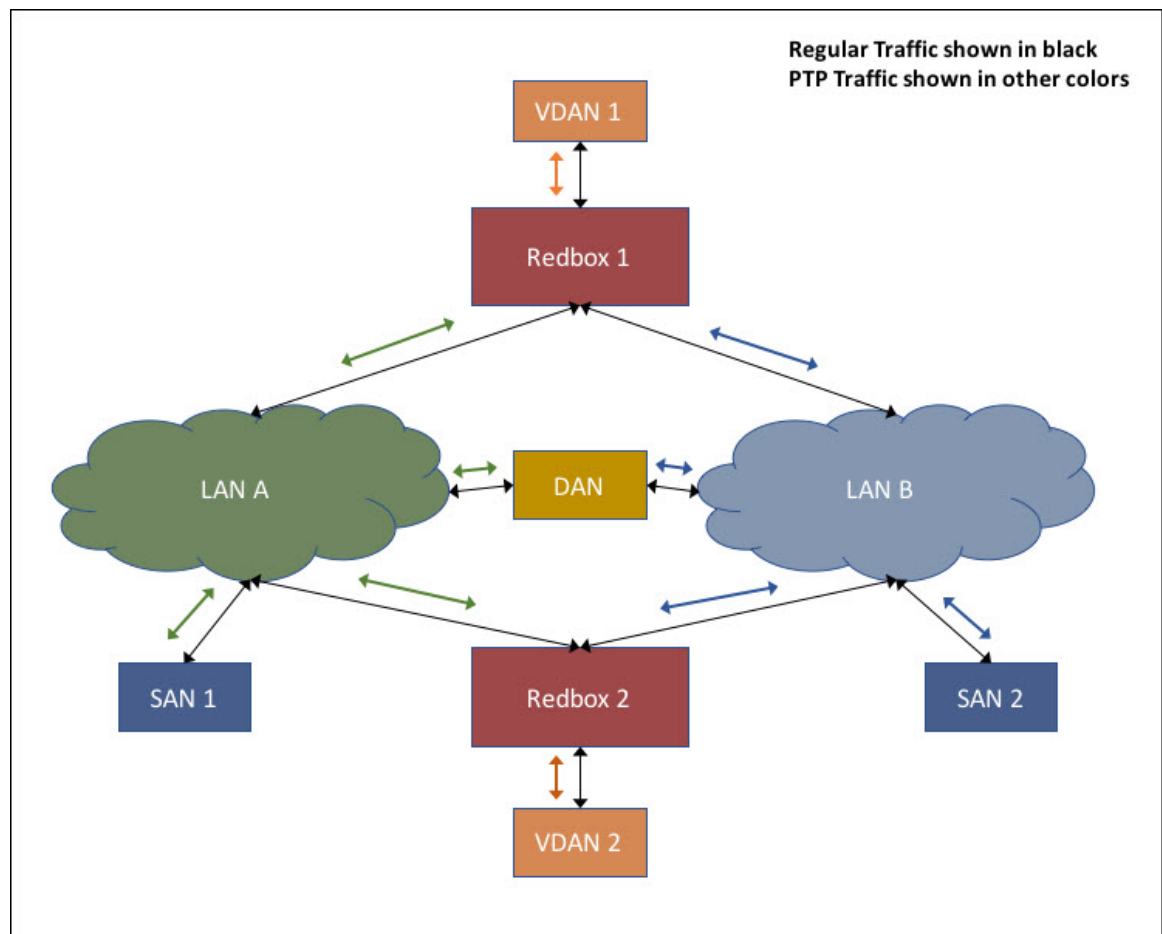 Regular Traffic shown in black
PTP Traffic shown in other colors
VDAN 1
Redbox 1
LAN A
DAN
LAN B
SAN 1
Redbox 2
SAN 2
VDAN 2